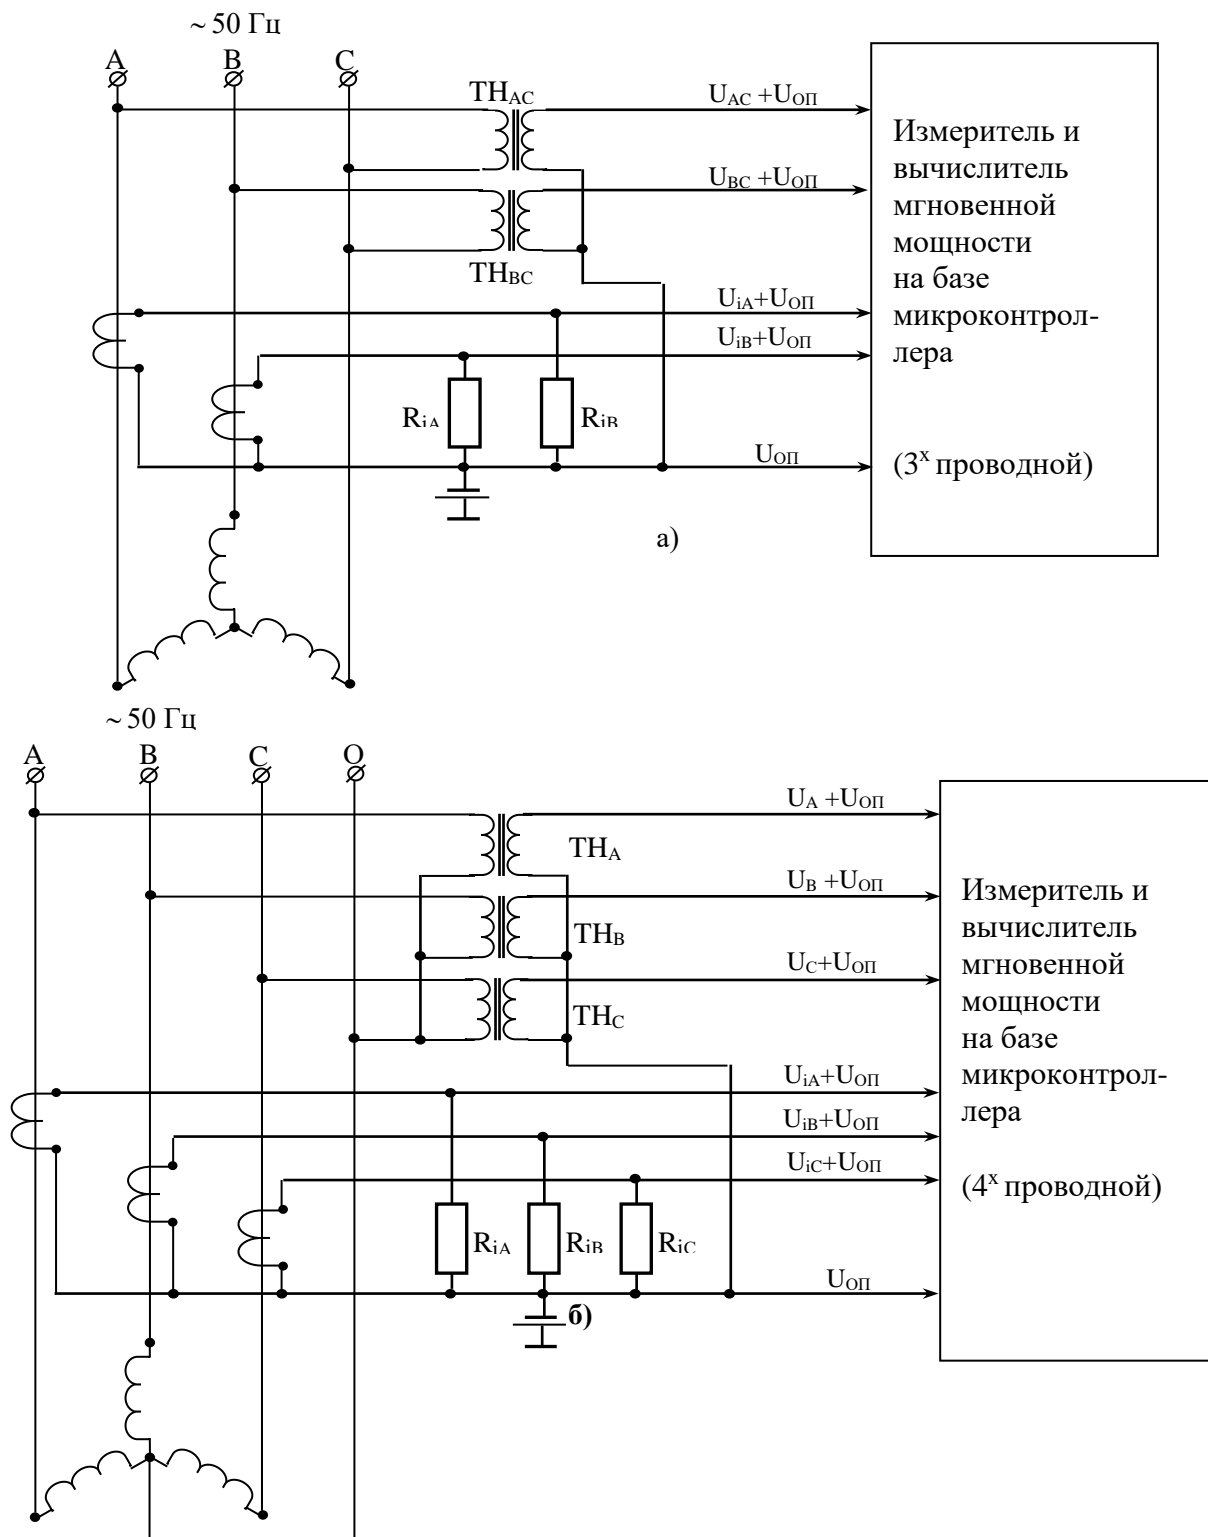 ~ 50 Гц
A B C
TH_AC
U_AC +U_ОП
Измеритель и
вычислитель
мгновенной
мощности
на базе
микроконтрол-
лера
(3^x проводной)
U_BC +U_ОП
TH_BC
U_iA+U_ОП
U_iB+U_ОП
R_iA R_iB
U_ОП
а)
~ 50 Гц
A B C O
U_A +U_ОП
TH_A
U_B +U_ОП
TH_B
U_C+U_ОП
TH_C
Измеритель и
вычислитель
мгновенной
мощности
на базе
микроконтрол-
лера
(4^x проводной)
U_iA+U_ОП
U_iB+U_ОП
U_iC+U_ОП
R_iA R_iB R_iC
U_ОП
б)